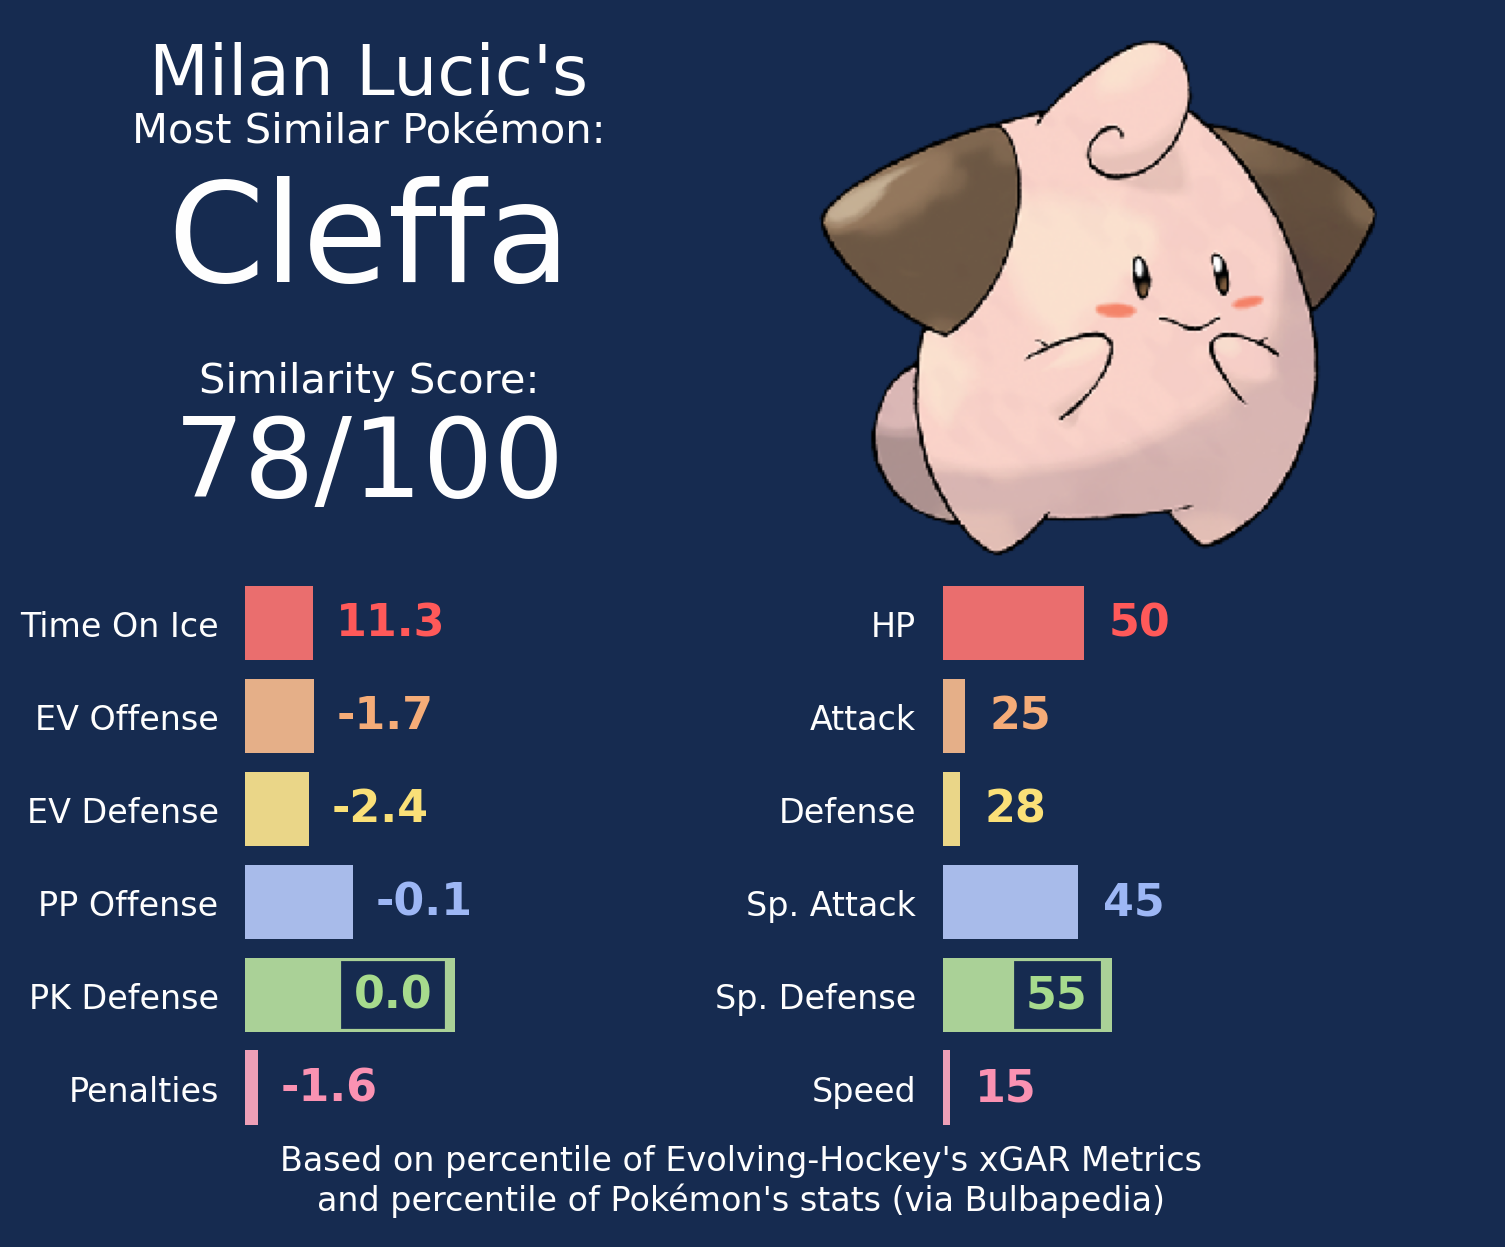 Milan Lucic's
Most Similar Pokémon:
Cleffa
Similarity Score:
78/100
Time On Ice 11.3
EV Offense -1.7
EV Defense -2.4
PP Offense -0.1
PK Defense 0.0
Penalties -1.6
HP 50
Attack 25
Defense 28
Sp. Attack 45
Sp. Defense 55
Speed 15
Based on percentile of Evolving-Hockey's xGAR Metrics
and percentile of Pokémon's stats (via Bulbapedia)